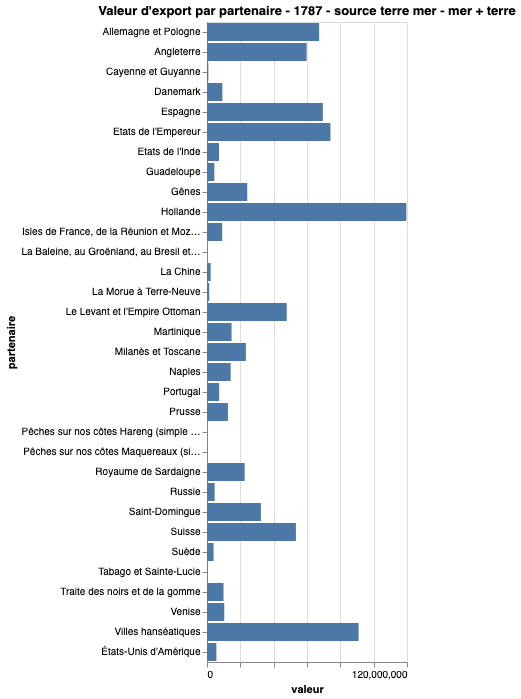 Valeur d'export par partenaire - 1787 - source terre mer - mer + terre
Allemagne et Pologne
Angleterre
Cayenne et Guyanne
Danemark
Espagne
Etats de l'Empereur
Etats de l'Inde
Guadeloupe
Gênes
Hollande
Isles de France, de la Réunion et Moz…
La Baleine, au Groënland, au Bresil et…
La Chine
La Morue à Terre-Neuve
Le Levant et l'Empire Ottoman
Martinique
Milanès et Toscane
Naples
Portugal
Prusse
Pêches sur nos côtes Hareng (simple …
Pêches sur nos côtes Maquereaux (si…
Royaume de Sardaigne
Russie
Saint-Domingue
Suisse
Suède
Tabago et Sainte-Lucie
Traite des noirs et de la gomme
Venise
Villes hanséatiques
États-Unis d'Amérique
partenaire
0 120,000,000
valeur